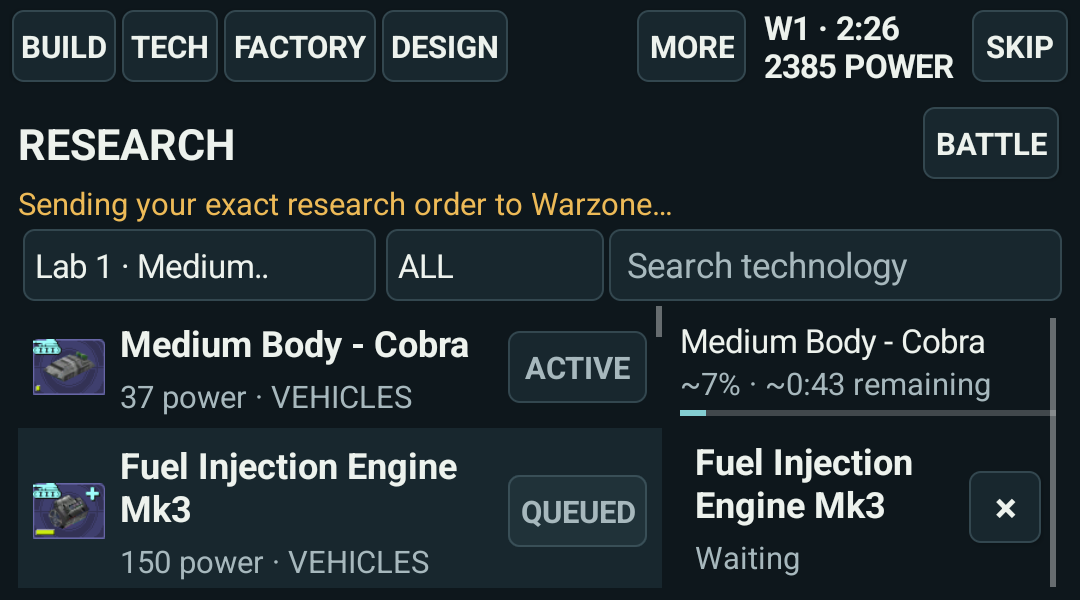 BUILD TECH FACTORY DESIGN MORE W1 · 2:26 SKIP
2385 POWER
RESEARCH BATTLE
Sending your exact research order to Warzone...
Lab 1 · Medium.. ALL Search technology
Medium Body - Cobra
37 power · VEHICLES
ACTIVE
Fuel Injection Engine
Mk3
150 power · VEHICLES
QUEUED
Medium Body - Cobra
~7% · ~0:43 remaining
Fuel Injection
Engine Mk3
Waiting
×